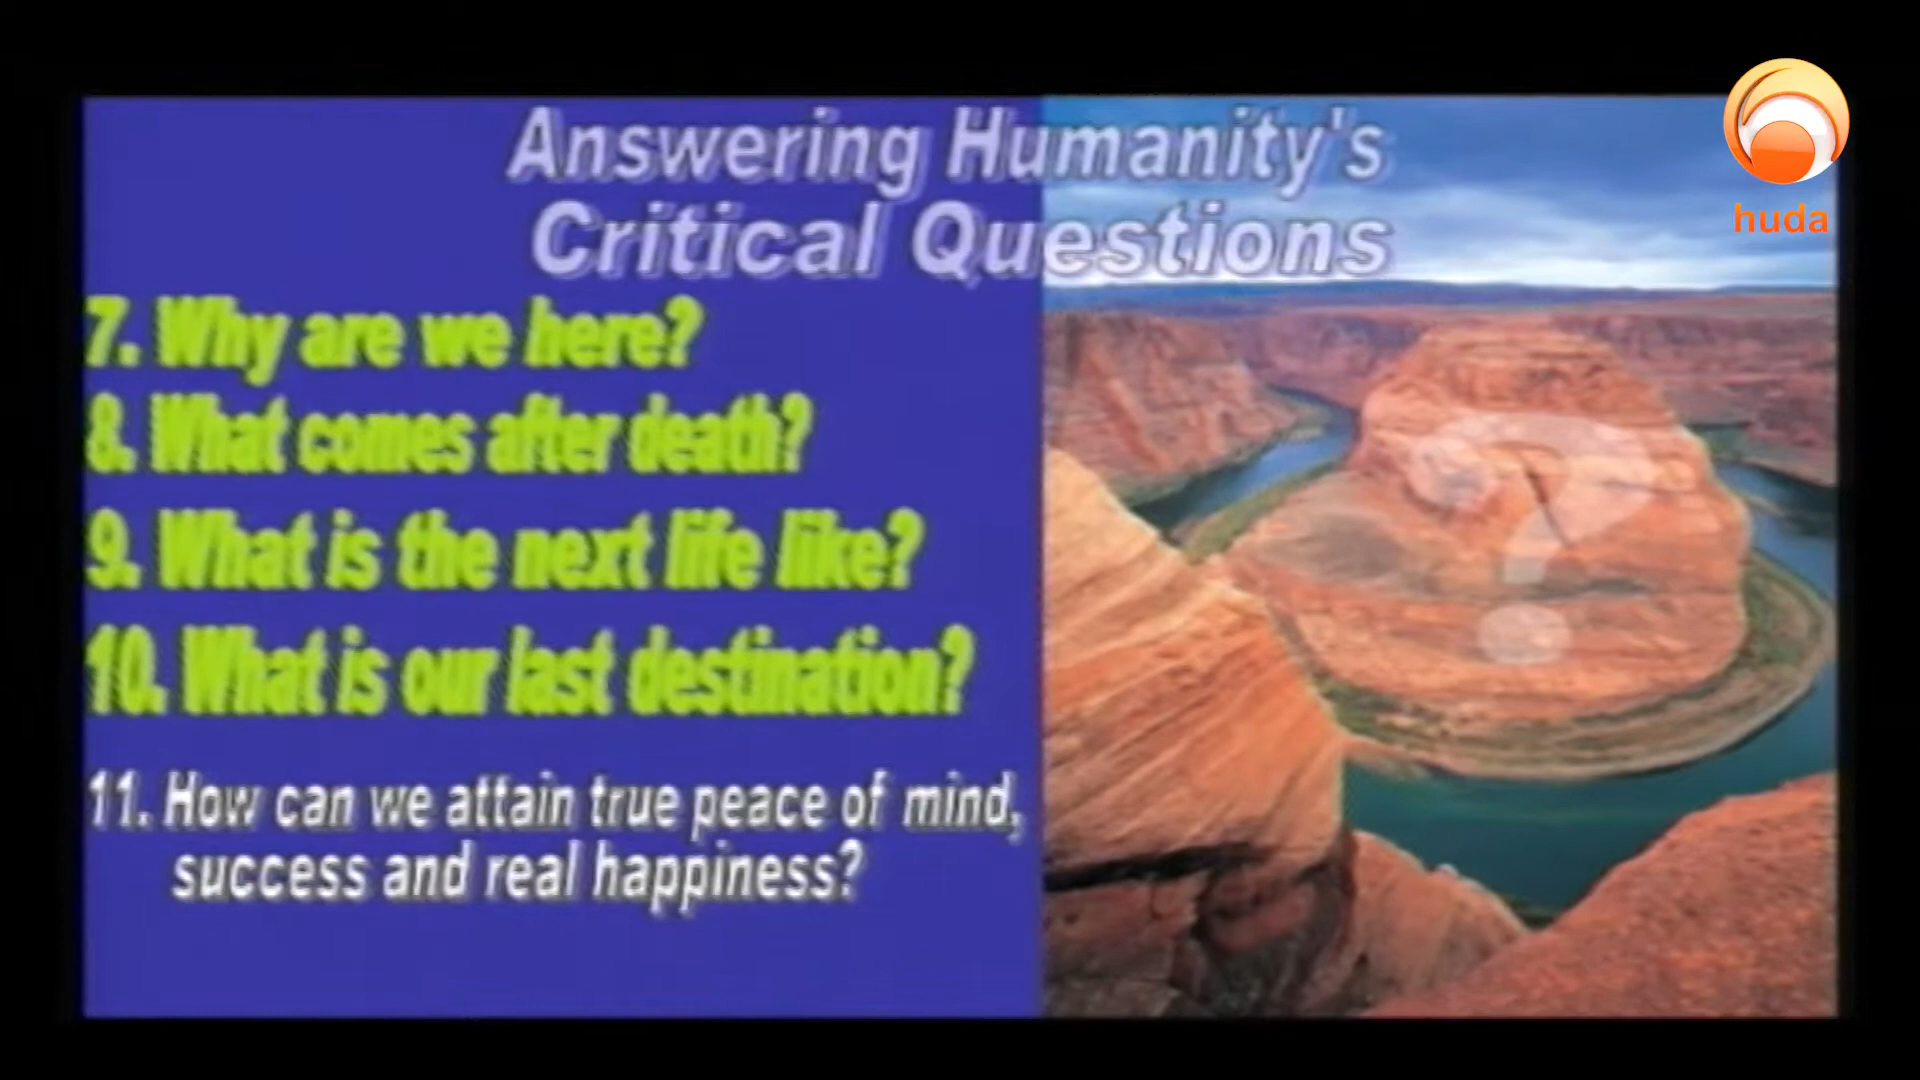 Answering Humanity's
Critical Questions
7. Why are we here?
8. What comes after death?
9. What is the next life like?
10. What is our last destination?
11. How can we attain true peace of mind,
success and real happiness?
huda